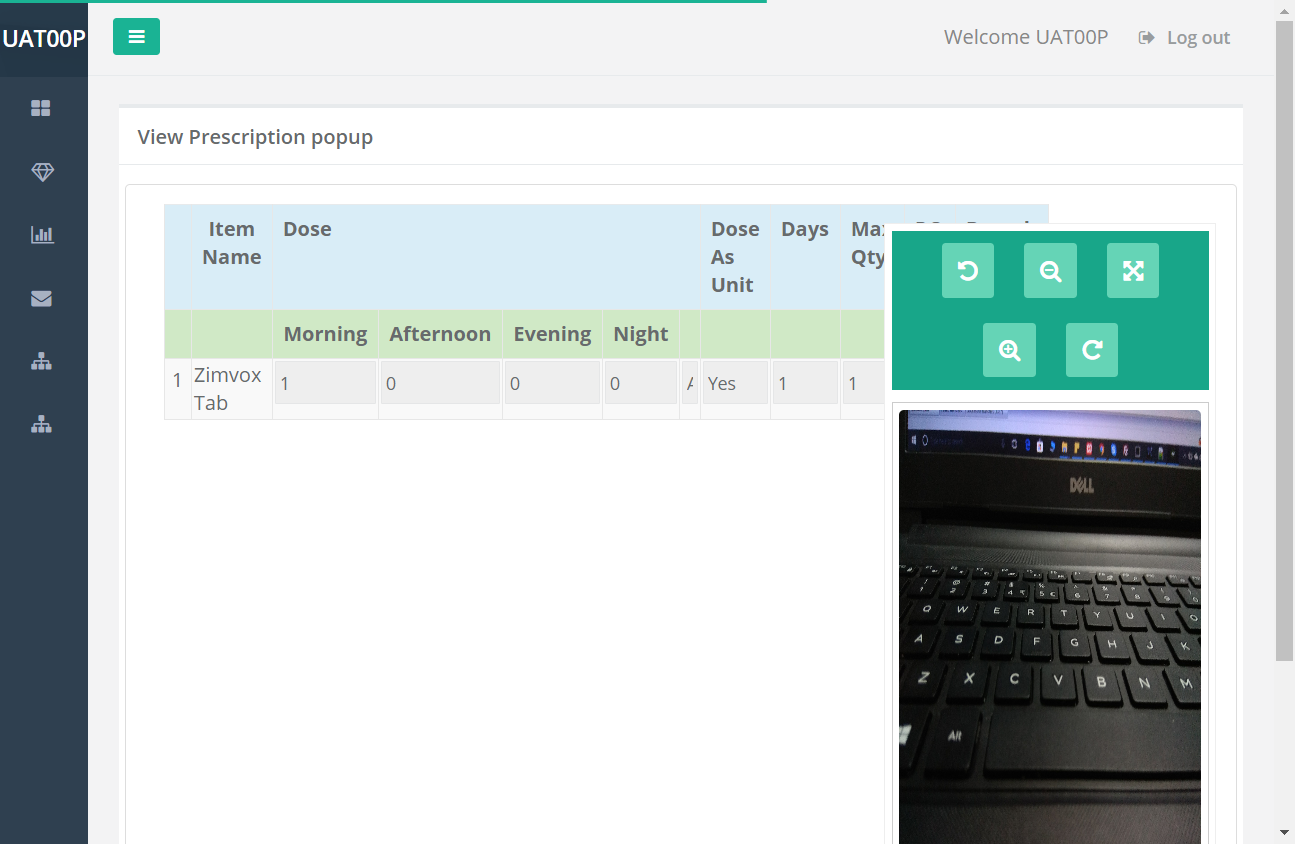 UAT00P
Welcome UAT00P
Log out
View Prescription popup
Item Name
Dose
Dose As Unit
Days
Max Qty
Morning
Afternoon
Evening
Night
1
Zimvox Tab
1
0
0
0
Yes
1
1
DELL
Q W E R T Y U I O
A S D F G H J K
Z X C V B N M
Alt